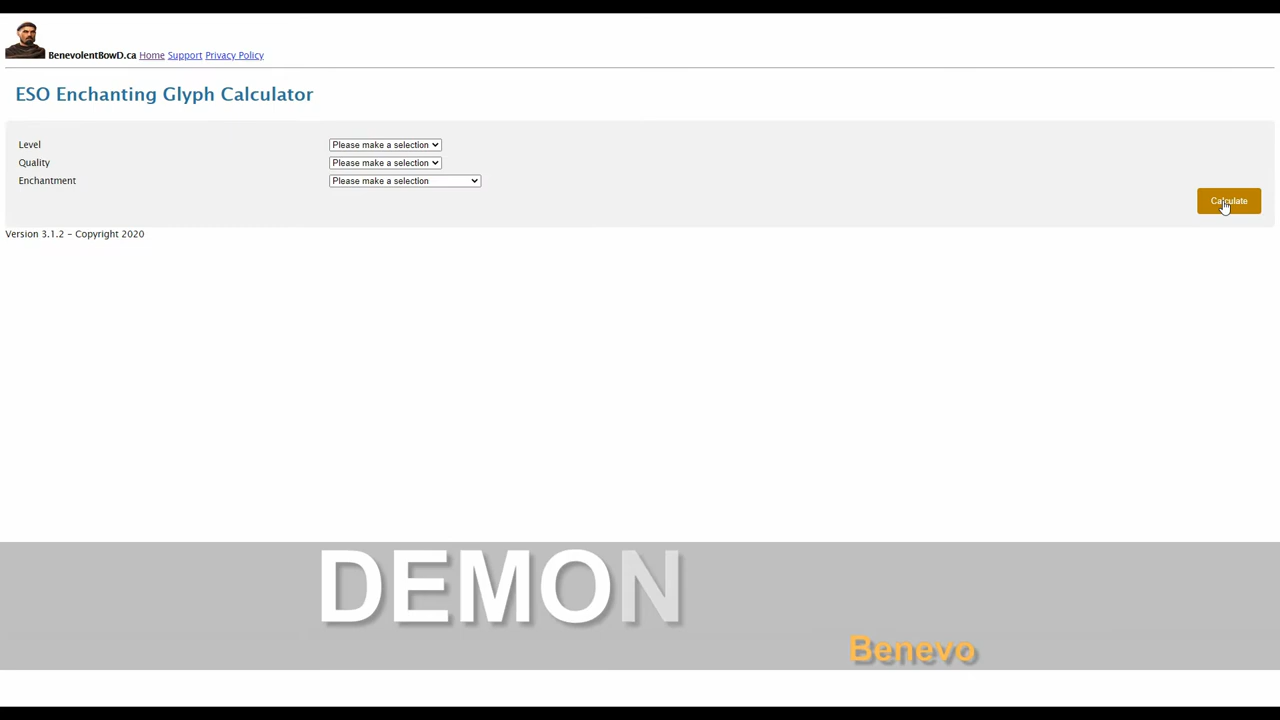 BenevolentBowD.ca Home Support Privacy Policy
ESO Enchanting Glyph Calculator
Level Please make a selection
Quality Please make a selection
Enchantment Please make a selection
Calculate
Version 3.1.2 – Copyright 2020
DEMON
Benevo